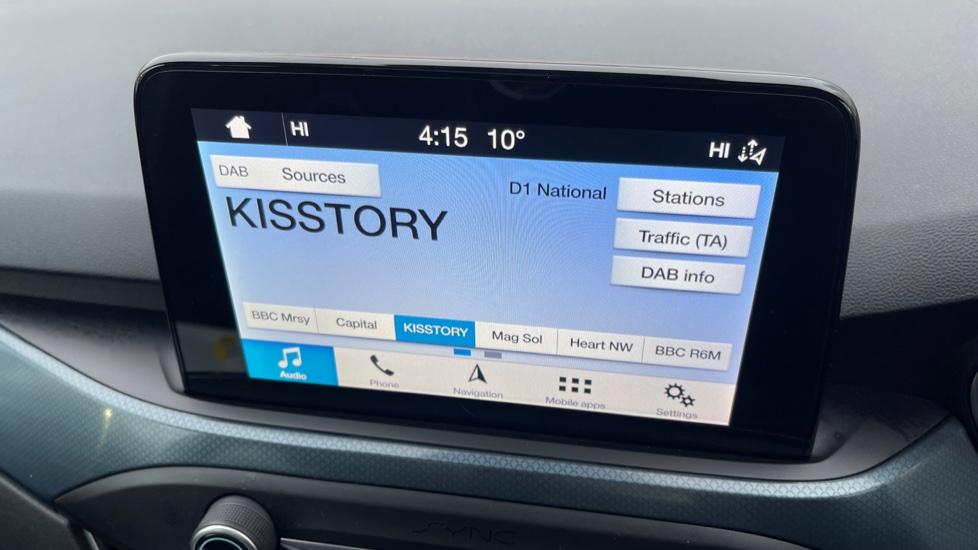 HI 4:15 10° HI
DAB Sources
D1 National
Stations
KISSTORY
Traffic (TA)
DAB info
BBC Mrsy Capital KISSTORY Mag Sol Heart NW BBC R6M
Audio Phone Navigation Mobile apps Settings
SYNC